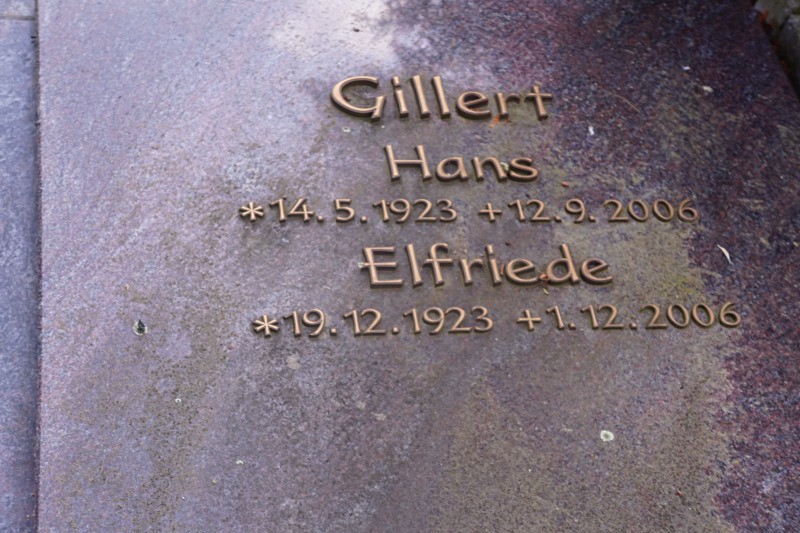 Gillert
Hans
*14.5.1923 +12.9.2006
Elfriede
*19.12.1923 +1.12.2006